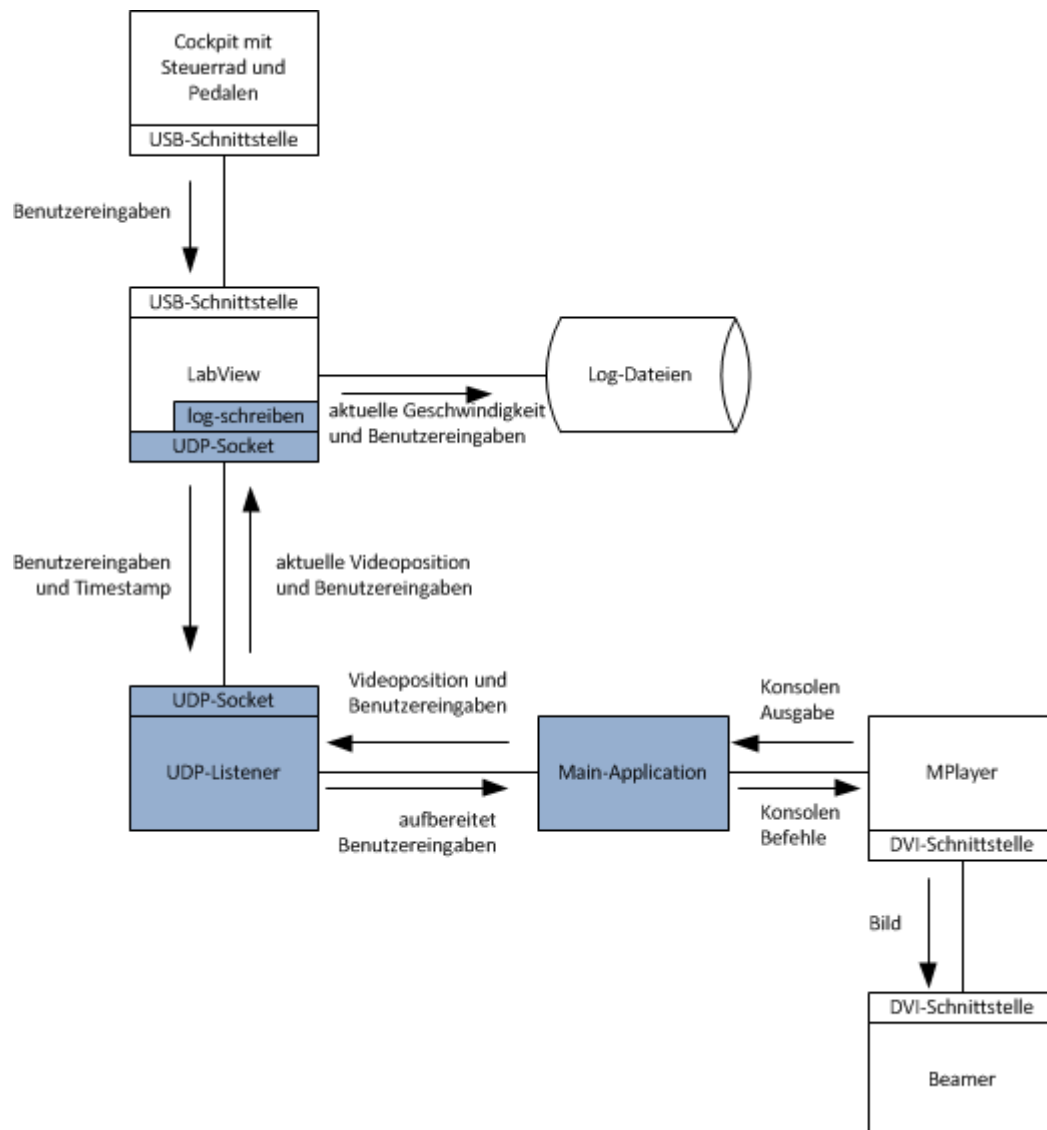 Cockpit mit
Steuerrad und
Pedalen
USB-Schnittstelle
Benutzereingaben
USB-Schnittstelle
LabView
log-schreiben
UDP-Socket
aktuelle Geschwindigkeit
und Benutzereingaben
Log-Dateien
Benutzereingaben
und Timestamp
aktuelle Videoposition
und Benutzereingaben
UDP-Socket
UDP-Listener
Videoposition und
Benutzereingaben
aufbereitet
Benutzereingaben
Main-Application
Konsolen
Ausgabe
Konsolen
Befehle
MPlayer
DVI-Schnittstelle
Bild
DVI-Schnittstelle
Beamer